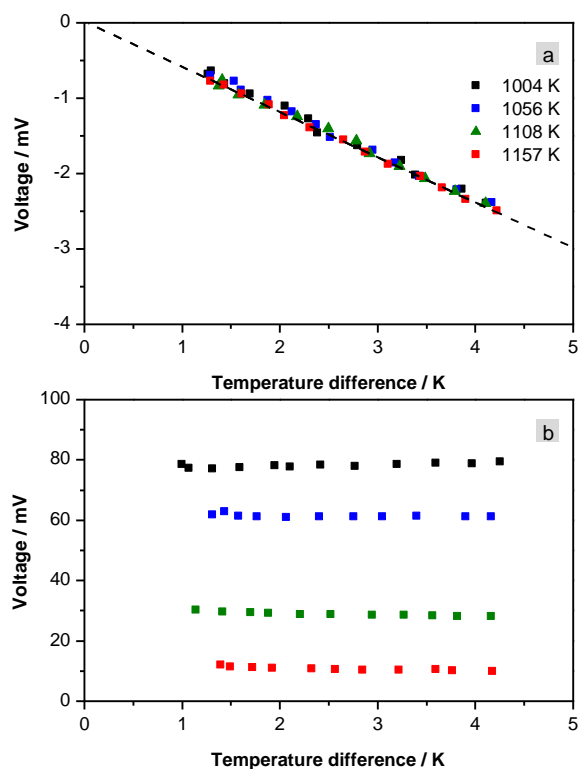 0
-1
-2
-3
-4
Voltage / mV
a
1004 K
1056 K
1108 K
1157 K
0 1 2 3 4 5
Temperature difference / K
100
80
60
40
20
0
Voltage / mV
b
0 1 2 3 4 5
Temperature difference / K